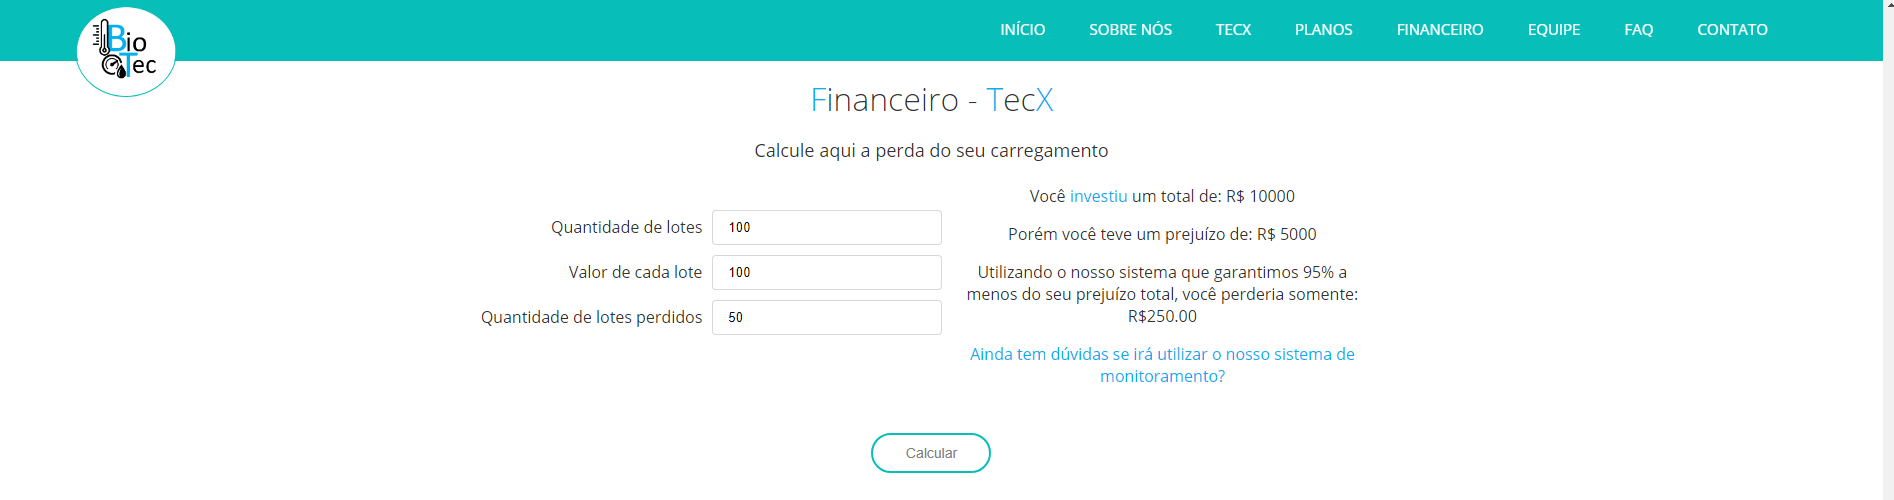 Bio
Tec
INÍCIO SOBRE NÓS TECX PLANOS FINANCEIRO EQUIPE FAQ CONTATO
Financeiro - TecX
Calcule aqui a perda do seu carregamento
Quantidade de lotes 100
Valor de cada lote 100
Quantidade de lotes perdidos 50
Você investiu um total de: R$ 10000
Porém você teve um prejuízo de: R$ 5000
Utilizando o nosso sistema que garantimos 95% a
menos do seu prejuízo total, você perderia somente:
R$250.00
Ainda tem dúvidas se irá utilizar o nosso sistema de
monitoramento?
Calcular